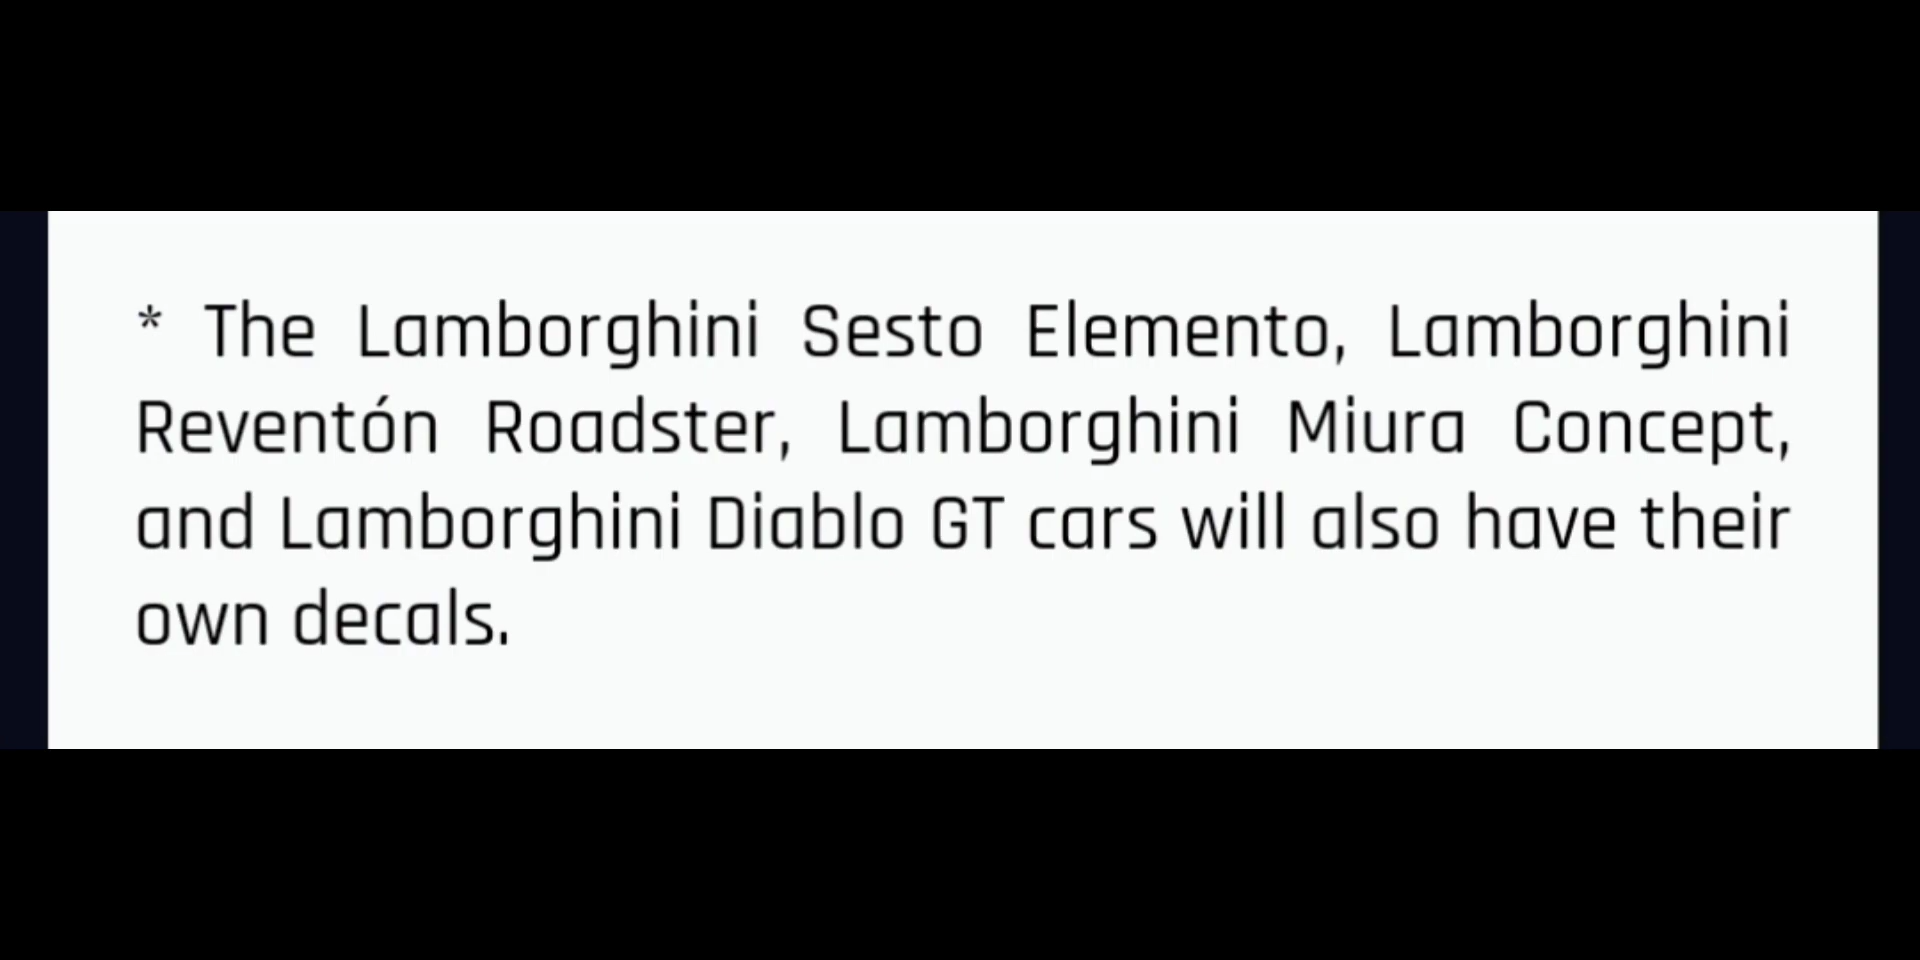 * The Lamborghini Sesto Elemento, Lamborghini
Reventón Roadster, Lamborghini Miura Concept,
and Lamborghini Diablo GT cars will also have their
own decals.